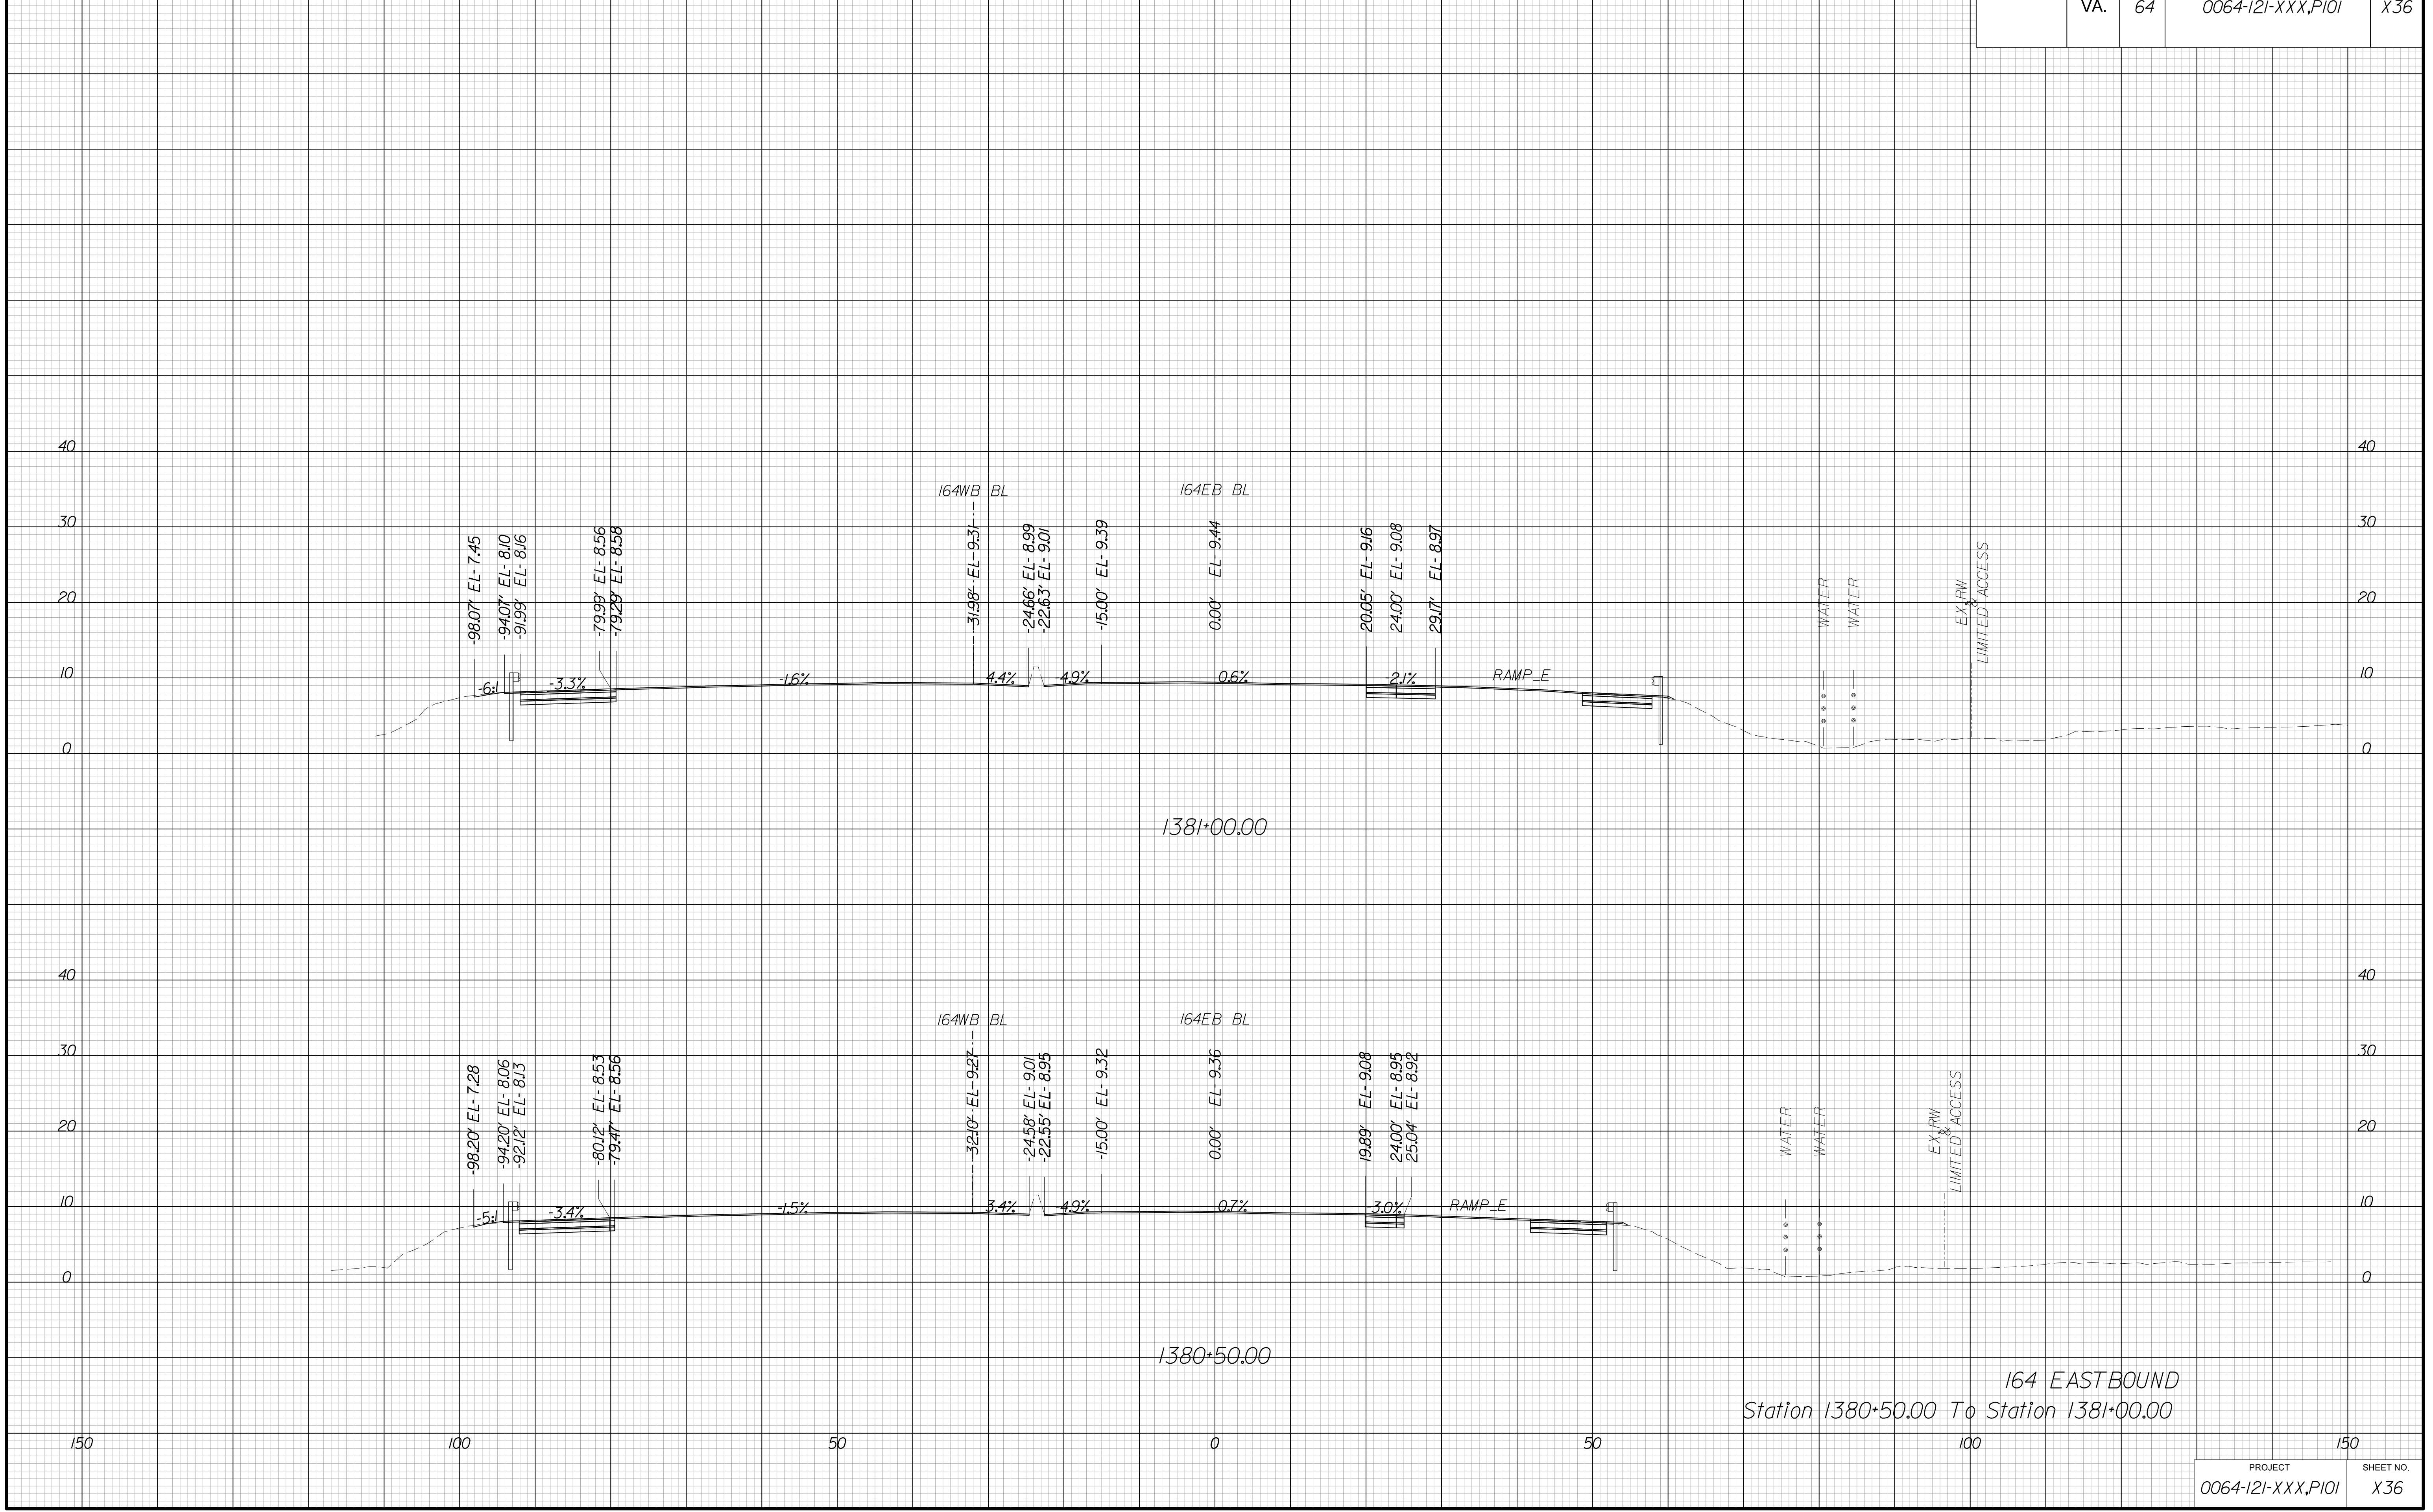 VA. 64 0064-121-XXX,P101 X36
40 40
I64WB BL I64EB BL
30 30
-98.07' EL- 7.45
-94.07' EL- 8.10
-91.99' EL- 8.16
-79.99' EL- 8.56
-79.29' EL- 8.58
-31.98' EL- 9.31
-24.66' EL- 8.99
-22.63' EL- 9.01
-15.00' EL- 9.39
0.00' EL- 9.44
20.05' EL- 9.16
24.00' EL- 9.08
29.17' EL- 8.97
WATER
WATER
EX.RW
&
LIMITED ACCESS
20 20
10 10
-6:1 -3.3% -1.6% 4.4% -4.9% 0.6% 2.1% RAMP_E
0 0
1381+00.00
40 40
I64WB BL I64EB BL
30 30
-98.20' EL- 7.28
-94.20' EL- 8.06
-92.12' EL- 8.13
-80.12' EL- 8.53
-79.47' EL- 8.56
-32.10' EL- 9.27
-24.58' EL- 9.01
-22.55' EL- 8.95
-15.00' EL- 9.32
0.00' EL- 9.36
19.89' EL- 9.08
24.00' EL- 8.95
25.04' EL- 8.92
WATER
WATER
EX.RW
&
LIMITED ACCESS
20 20
10 10
-5:1 -3.4% -1.5% 3.4% -4.9% 0.7% -3.0% RAMP_E
0 0
1380+50.00
I64 EASTBOUND
Station 1380+50.00 To Station 1381+00.00
150 100 50 0 50 100 150
PROJECT SHEET NO.
0064-121-XXX,P101 X36